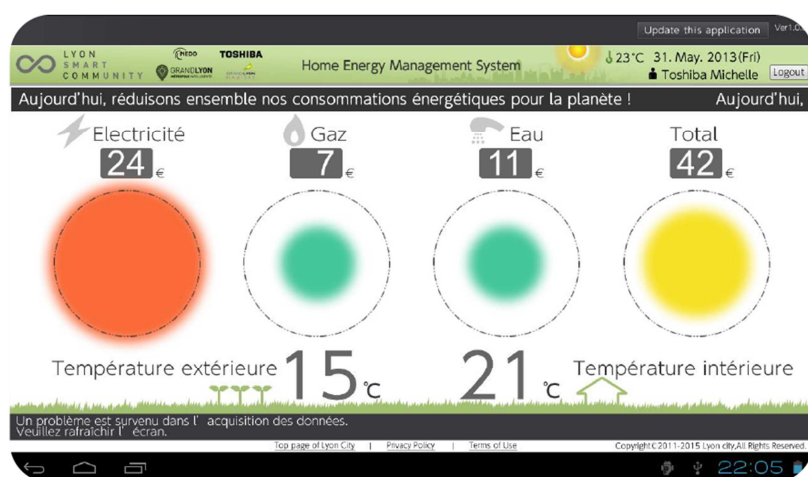 Update this application Ver1.0.
LYON
SMART
COMMUNITY
NEDO TOSHIBA
GRANDLYON
Home Energy Management System
23℃ 31. May. 2013(Fri)
Toshiba Michelle Logout
Aujourd'hui, réduisons ensemble nos consommations énergétiques pour la planète ! Aujourd'hui,
Electricité Gaz Eau Total
24 € 7 € 11 € 42 €
Température extérieure 15 ℃ 21 ℃ Température intérieure
Un problème est survenu dans l' acquisition des données.
Veuillez rafraîchir l' écran.
Top page of Lyon City | Privacy Policy | Terms of Use Copyright©2011-2015 Lyon city,All Rights Reserved.
22:05